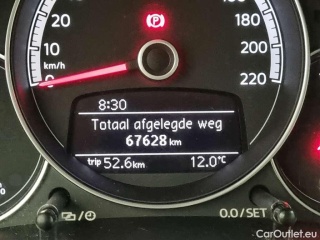 20
10
0
km/h
(P)
180
200
220
8:30
Totaal afgelegde weg
67628 km
trip 52.6 km 12.0°C
%
0.0/SET
CarOutlet.eu